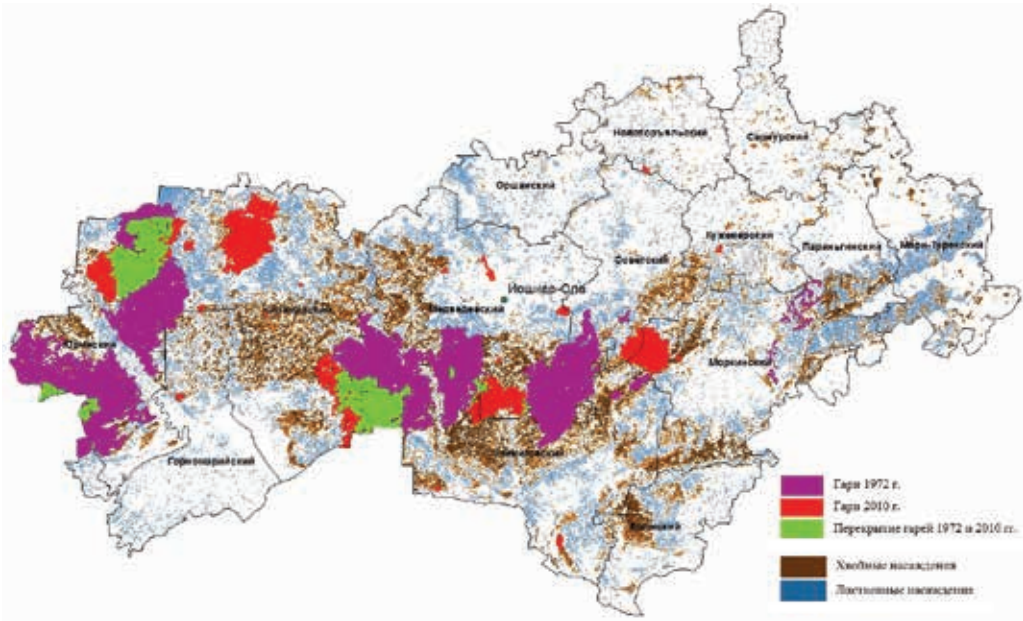 Новоторъяльский
Сернурский
Оршанский
Куженерский
Параньгинский
Мари-Турекский
Советский
Йошкар-Ола
Медведевский
Килемарский
Юринский
Моркинский
Звениговский
Горномарийский
Волжский
Гари 1972 г.
Гари 2010 г.
Перекрытие гарей 1972 и 2010 гг.
Хвойные насаждения
Лиственные насаждения